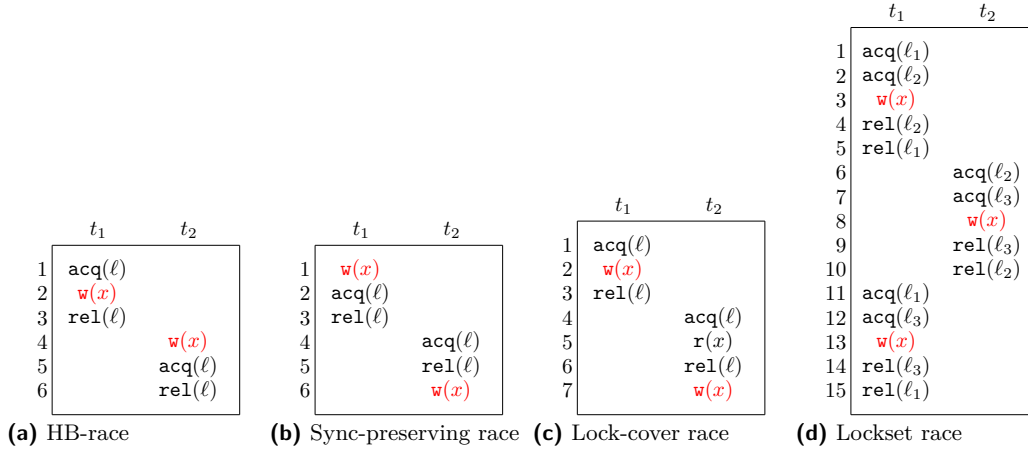 t₁ t₂
1 acq(ℓ)
2 w(x)
3 rel(ℓ)
4 w(x)
5 acq(ℓ)
6 rel(ℓ)
(a) HB-race
t₁ t₂
1 w(x)
2 acq(ℓ)
3 rel(ℓ)
4 acq(ℓ)
5 rel(ℓ)
6 w(x)
(b) Sync-preserving race
t₁ t₂
1 acq(ℓ)
2 w(x)
3 rel(ℓ)
4 acq(ℓ)
5 r(x)
6 rel(ℓ)
7 w(x)
(c) Lock-cover race
t₁ t₂
1 acq(ℓ₁)
2 acq(ℓ₂)
3 w(x)
4 rel(ℓ₂)
5 rel(ℓ₁)
6 acq(ℓ₂)
7 acq(ℓ₃)
8 w(x)
9 rel(ℓ₃)
10 rel(ℓ₂)
11 acq(ℓ₁)
12 acq(ℓ₃)
13 w(x)
14 rel(ℓ₃)
15 rel(ℓ₁)
(d) Lockset race